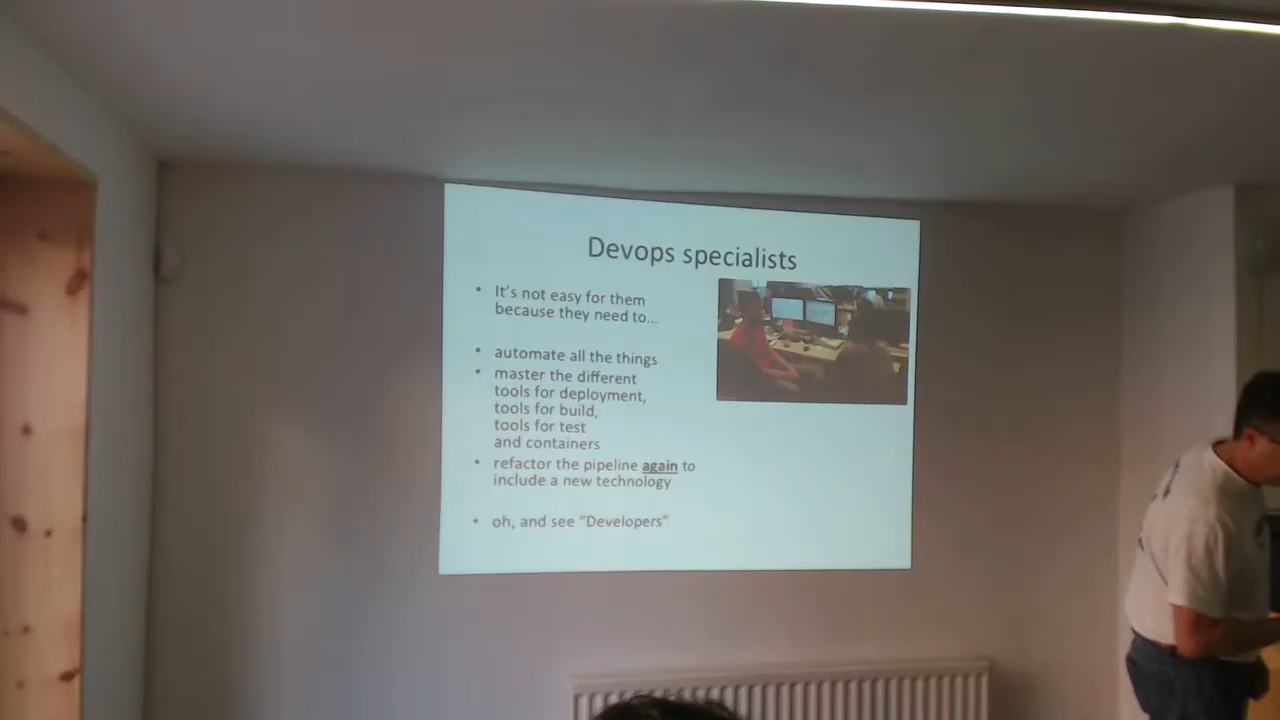 Devops specialists
• It's not easy for them
because they need to...
• automate all the things
• master the different
tools for deployment,
tools for build,
tools for test
and containers
• refactor the pipeline again to
include a new technology
• oh, and see "Developers"